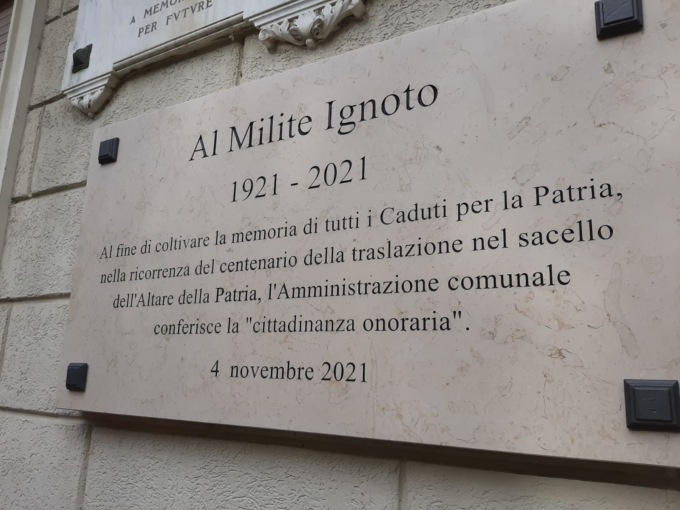 A MEMOR
PER FVTVRE
Al Milite Ignoto
1921 - 2021
Al fine di coltivare la memoria di tutti i Caduti per la Patria,
nella ricorrenza del centenario della traslazione nel sacello
dell'Altare della Patria, l'Amministrazione comunale
conferisce la "cittadinanza onoraria".
4 novembre 2021